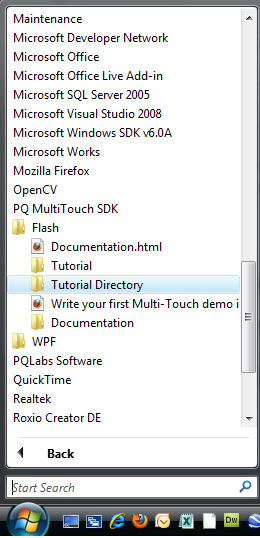 Maintenance
Microsoft Developer Network
Microsoft Office
Microsoft Office Live Add-in
Microsoft SQL Server 2005
Microsoft Visual Studio 2008
Microsoft Windows SDK v6.0A
Microsoft Works
Mozilla Firefox
OpenCV
PQ MultiTouch SDK
Flash
Documentation.html
Tutorial
Tutorial Directory
Write your first Multi-Touch demo i
Documentation
WPF
PQLabs Software
QuickTime
Realtek
Roxio Creator DE
Back
Start Search
Dw